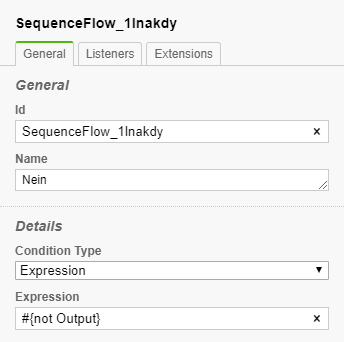 SequenceFlow_1lnakdy
General Listeners Extensions
General
Id
SequenceFlow_1lnakdy ×
Name
Nein
Details
Condition Type
Expression
Expression
#{not Output} ×